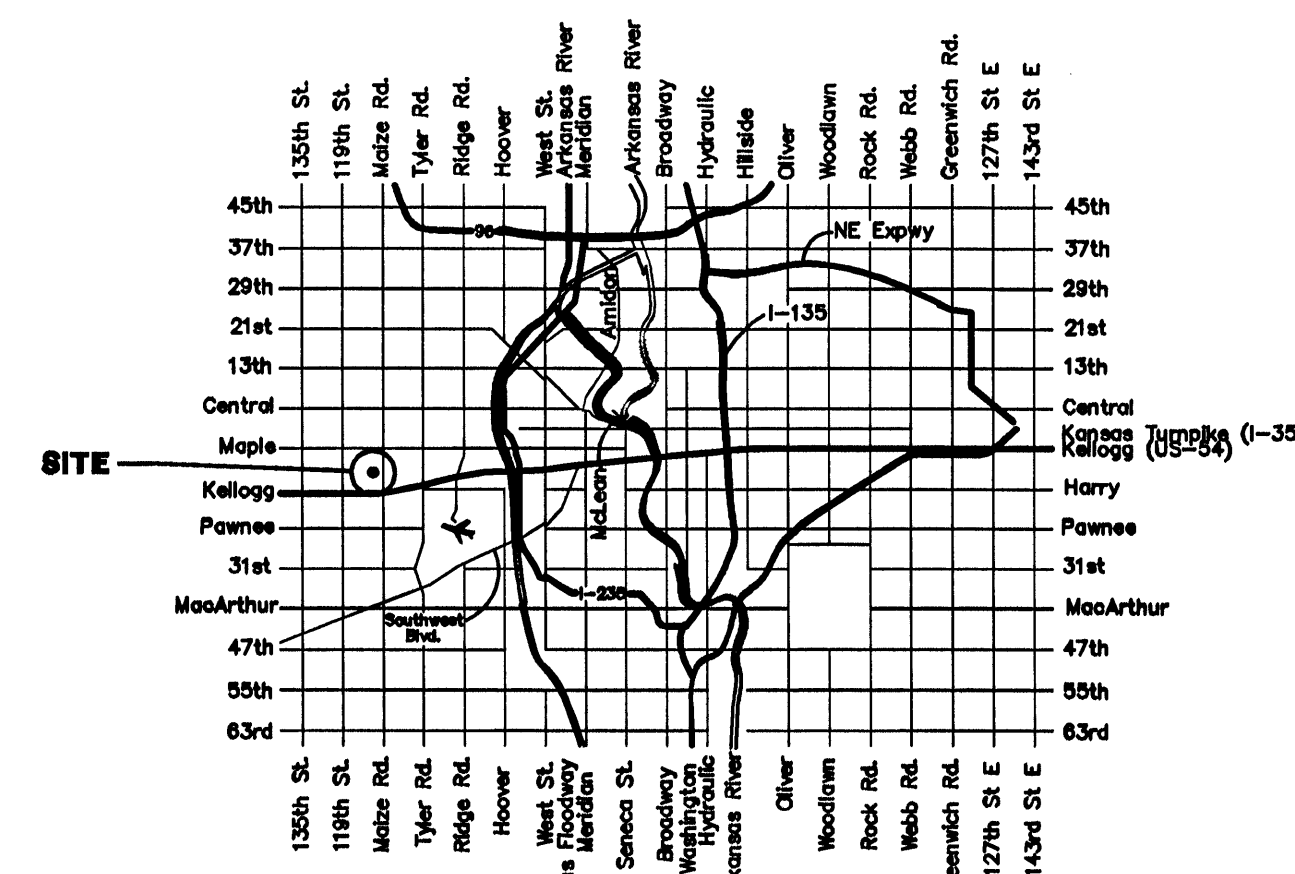 135th St.
119th St.
Maize Rd.
Tyler Rd.
Ridge Rd.
Hoover
West St.
Arkansas River
Meridian
Arkansas River
Broadway
Hydraulic
Hillside
Oliver
Woodlawn
Rock Rd.
Webb Rd.
Greenwich Rd.
127th St E
143rd St E
45th
45th
96
NE Expwy
37th
37th
29th
29th
Amidon
I-135
21st
21st
13th
13th
Central
Central
Kansas Turnpike (I-35
Maple
Kellogg (US-54)
SITE
Kellogg
Harry
McLean
Pawnee
Pawnee
31st
31st
I-235
MacArthur
MacArthur
Southwest
Blvd.
47th
47th
55th
55th
63rd
63rd
135th St.
119th St.
Maize Rd.
Tyler Rd.
Ridge Rd.
Hoover
West St.
as Floodway
Meridian
Seneca St.
Broadway
Washington
Hydraulic
kansas River
Oliver
Woodlawn
Rock Rd.
Webb Rd.
eenwich Rd.
127th St E
143rd St E